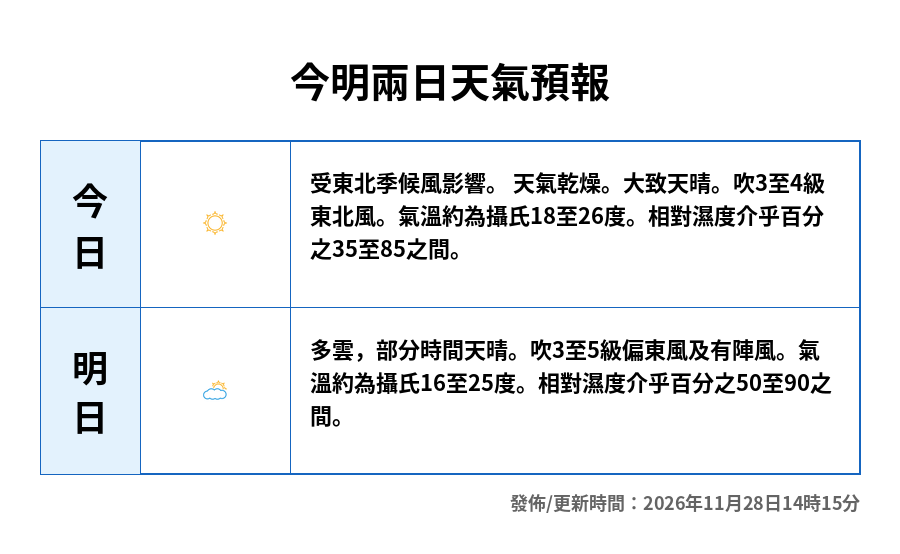 今明兩日天氣預報
今
日
受東北季候風影響。 天氣乾燥。大致天晴。吹3至4級
東北風。氣溫約為攝氏18至26度。相對濕度介乎百分
之35至85之間。
明
日
多雲，部分時間天晴。吹3至5級偏東風及有陣風。氣
溫約為攝氏16至25度。相對濕度介乎百分之50至90之
間。
發佈/更新時間：2026年11月28日14時15分